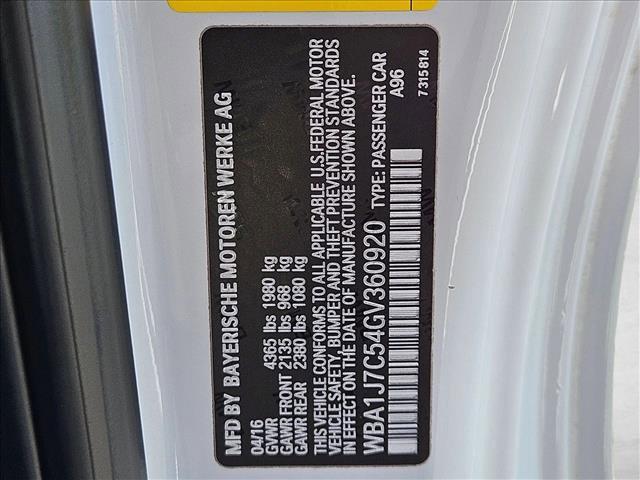 MFD BY BAYERISCHE MOTOREN WERKE AG
04/16
GVWR 4365 lbs 1980 kg
GAWR FRONT 2135 lbs 968 kg
GAWR REAR 2380 lbs 1080 kg
THIS VEHICLE CONFORMS TO ALL APPLICABLE U.S. FEDERAL MOTOR
VEHICLE SAFETY, BUMPER AND THEFT PREVENTION STANDARDS
IN EFFECT ON THE DATE OF MANUFACTURE SHOWN ABOVE.
WBA1J7C54GV360920 TYPE: PASSENGER CAR
A96
7315814